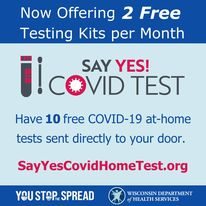 Now Offering 2 Free
Testing Kits per Month
SAY YES!
COVID TEST
Have 10 free COVID-19 at-home
tests sent directly to your door.
SayYesCovidHomeTest.org
YOU STOP SPREAD
WISCONSIN DEPARTMENT
of HEALTH SERVICES